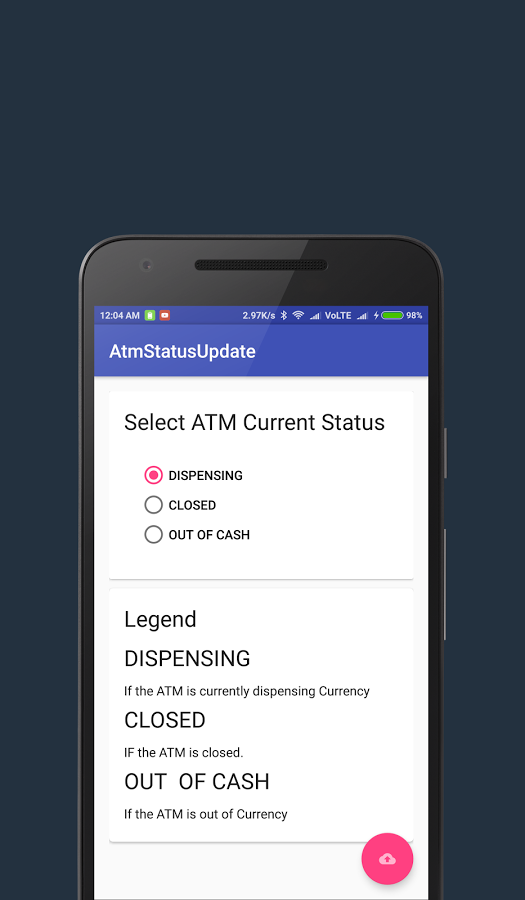 12:04 AM 2.97K/s VoLTE 98%
AtmStatusUpdate
Select ATM Current Status
DISPENSING
CLOSED
OUT OF CASH
Legend
DISPENSING
If the ATM is currently dispensing Currency
CLOSED
IF the ATM is closed.
OUT  OF CASH
If the ATM is out of Currency